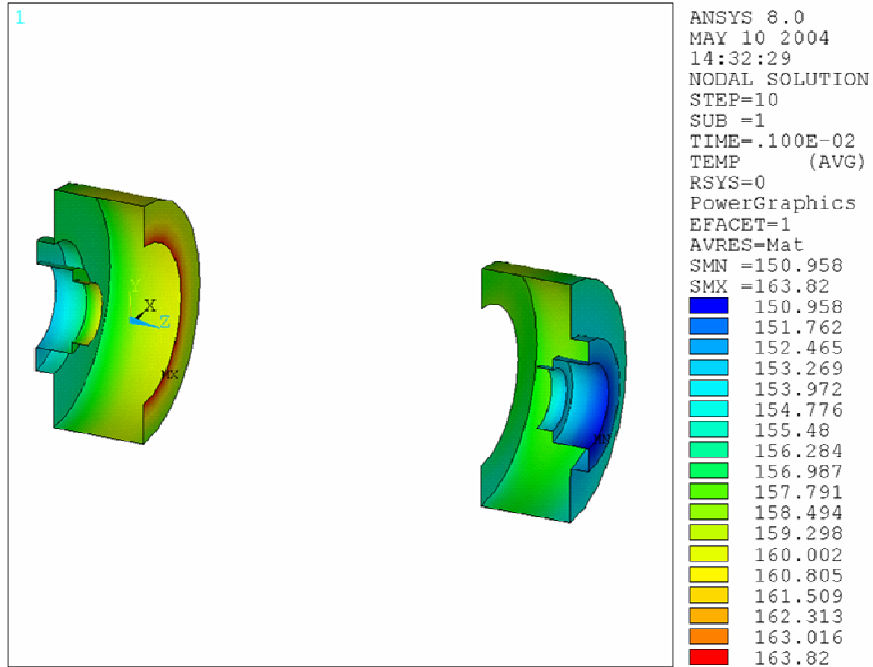 1
ANSYS 8.0
MAY 10 2004
14:32:29
NODAL SOLUTION
STEP=10
SUB =1
TIME=.100E-02
TEMP (AVG)
RSYS=0
PowerGraphics
EFACET=1
AVRES=Mat
SMN =150.958
SMX =163.82
150.958
151.762
152.465
153.269
153.972
154.776
155.48
156.284
156.987
157.791
158.494
159.298
160.002
160.805
161.509
162.313
163.016
163.82
Y
X
Z
MX
MN